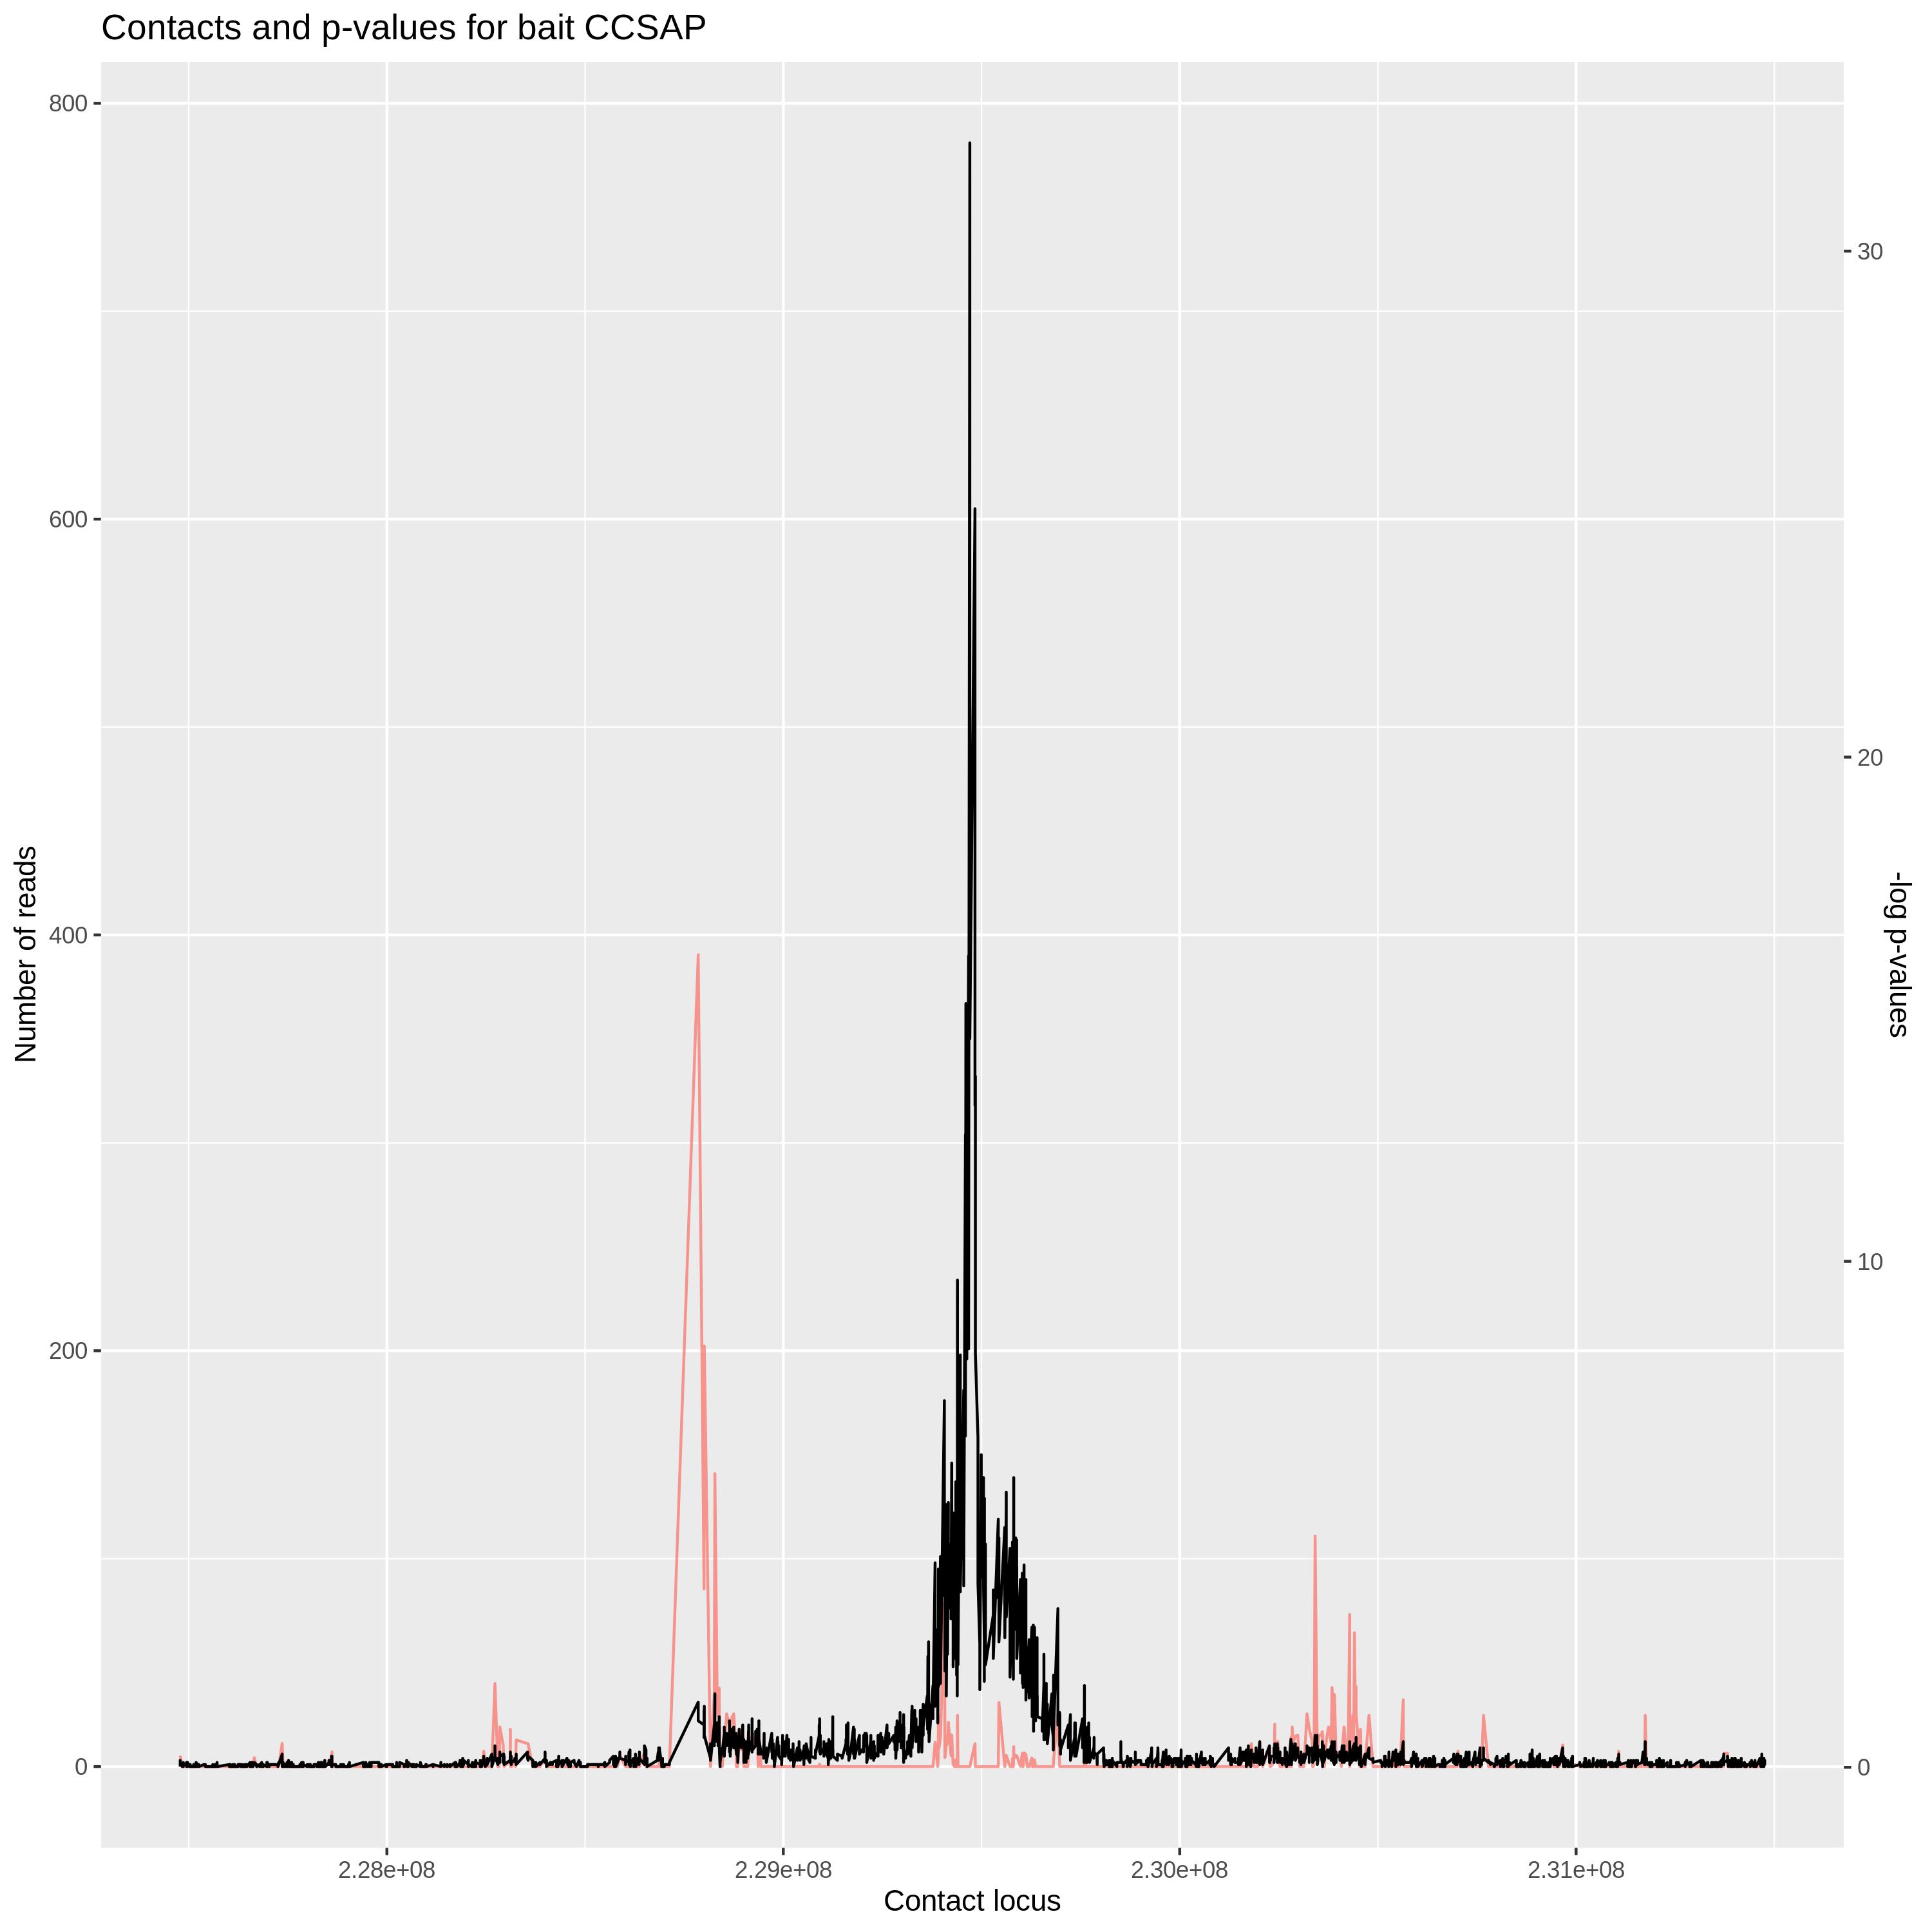 Contacts and p-values for bait CCSAP
800
600
400
200
0
Number of reads
30
20
10
0
-log p-values
2.28e+08
2.29e+08
2.30e+08
2.31e+08
Contact locus